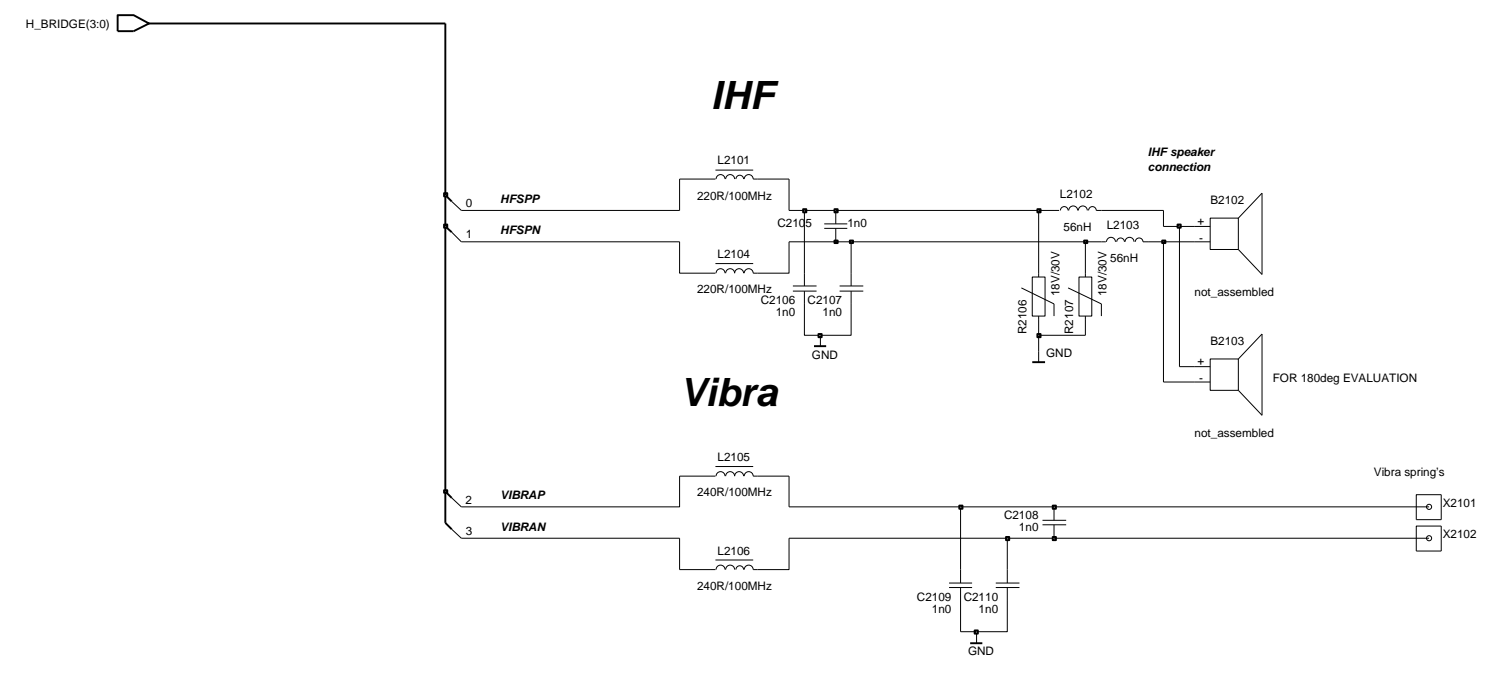 H_BRIDGE(3:0)
IHF
IHF speaker
connection
L2101
220R/100MHz
0 HFSPP
1 HFSPN
L2104
220R/100MHz
C2105 1n0
C2106
1n0
C2107
1n0
GND
L2102
56nH
L2103
56nH
R2106
18V/30V
R2107
18V/30V
GND
B2102
+
-
not_assembled
B2103
+
-
FOR 180deg EVALUATION
not_assembled
Vibra
L2105
240R/100MHz
2 VIBRAP
3 VIBRAN
L2106
240R/100MHz
C2108
1n0
C2109
1n0
C2110
1n0
GND
Vibra spring's
X2101
X2102